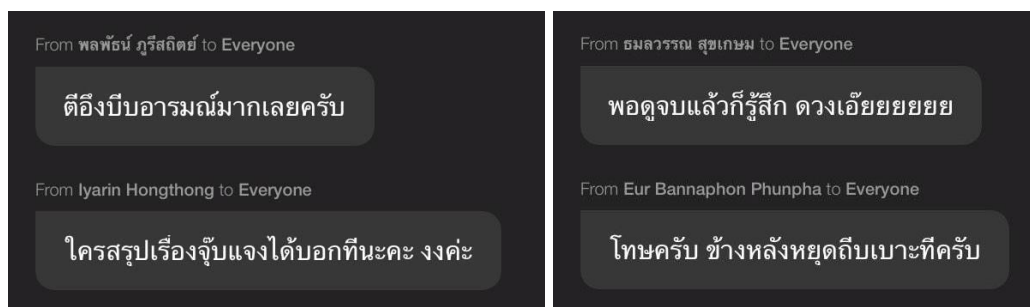 From พลพัธน์ ภูรีสถิตย์ to Everyone
ตีอึงบีบอารมณ์มากเลยครับ
From Iyarin Hongthong to Everyone
ใครสรุปเรื่องจุ๊บแจงได้บอกทีนะคะ งงค่ะ
From ธมลวรรณ สุขเกษม to Everyone
พอดูจบแล้วก็รู้สึก ดวงเอ๊ยยยยยย
From Eur Bannaphon Phunpha to Everyone
โทษครับ ข้างหลังหยุดถีบเบาะทีครับ